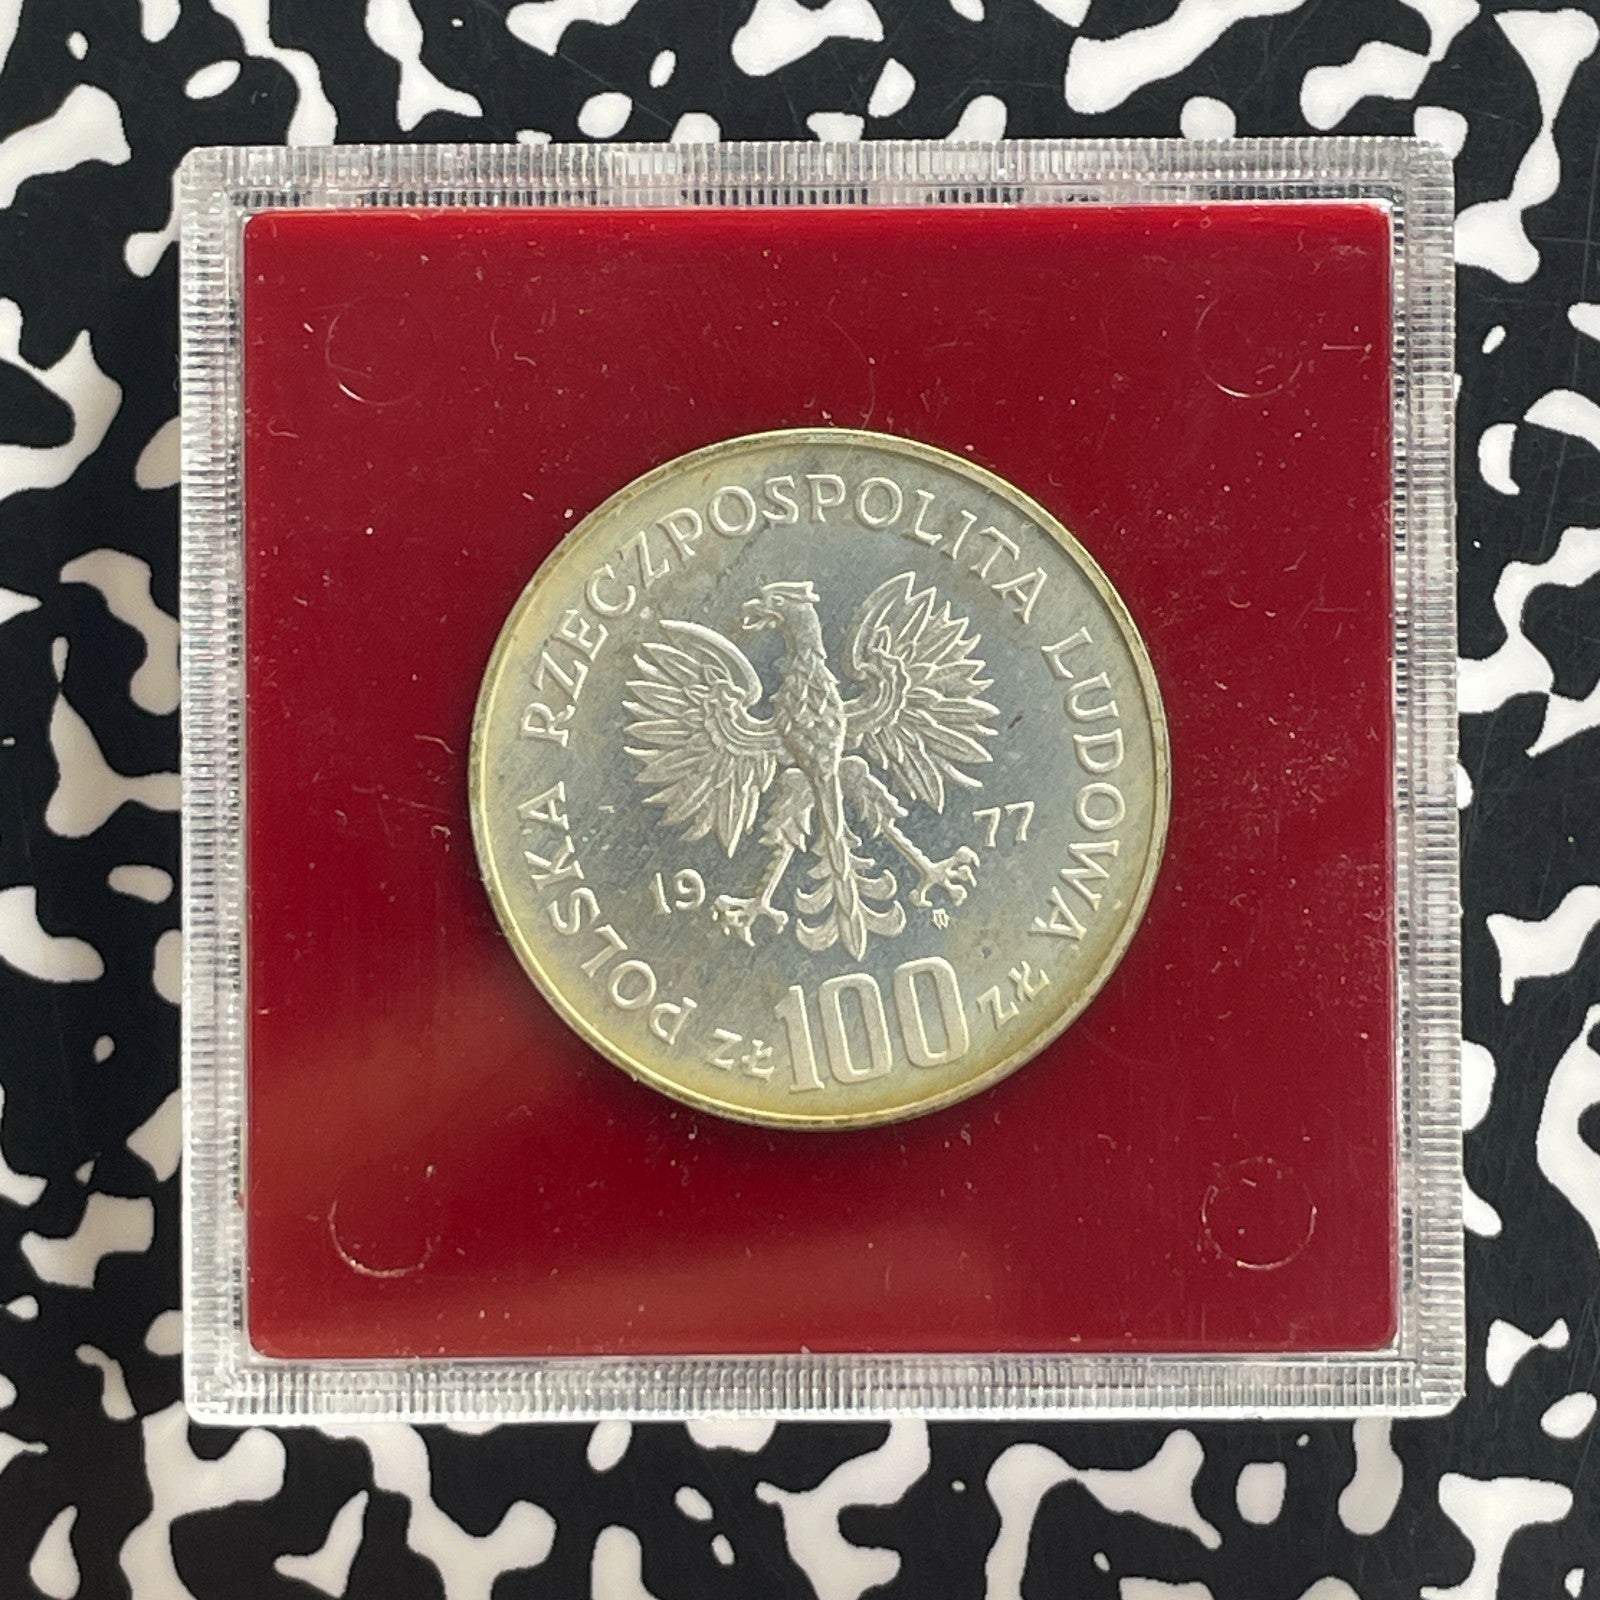 POLSKA RZECZPOSPOLITA LUDOWA
19 77
ZŁ 100 ZŁ